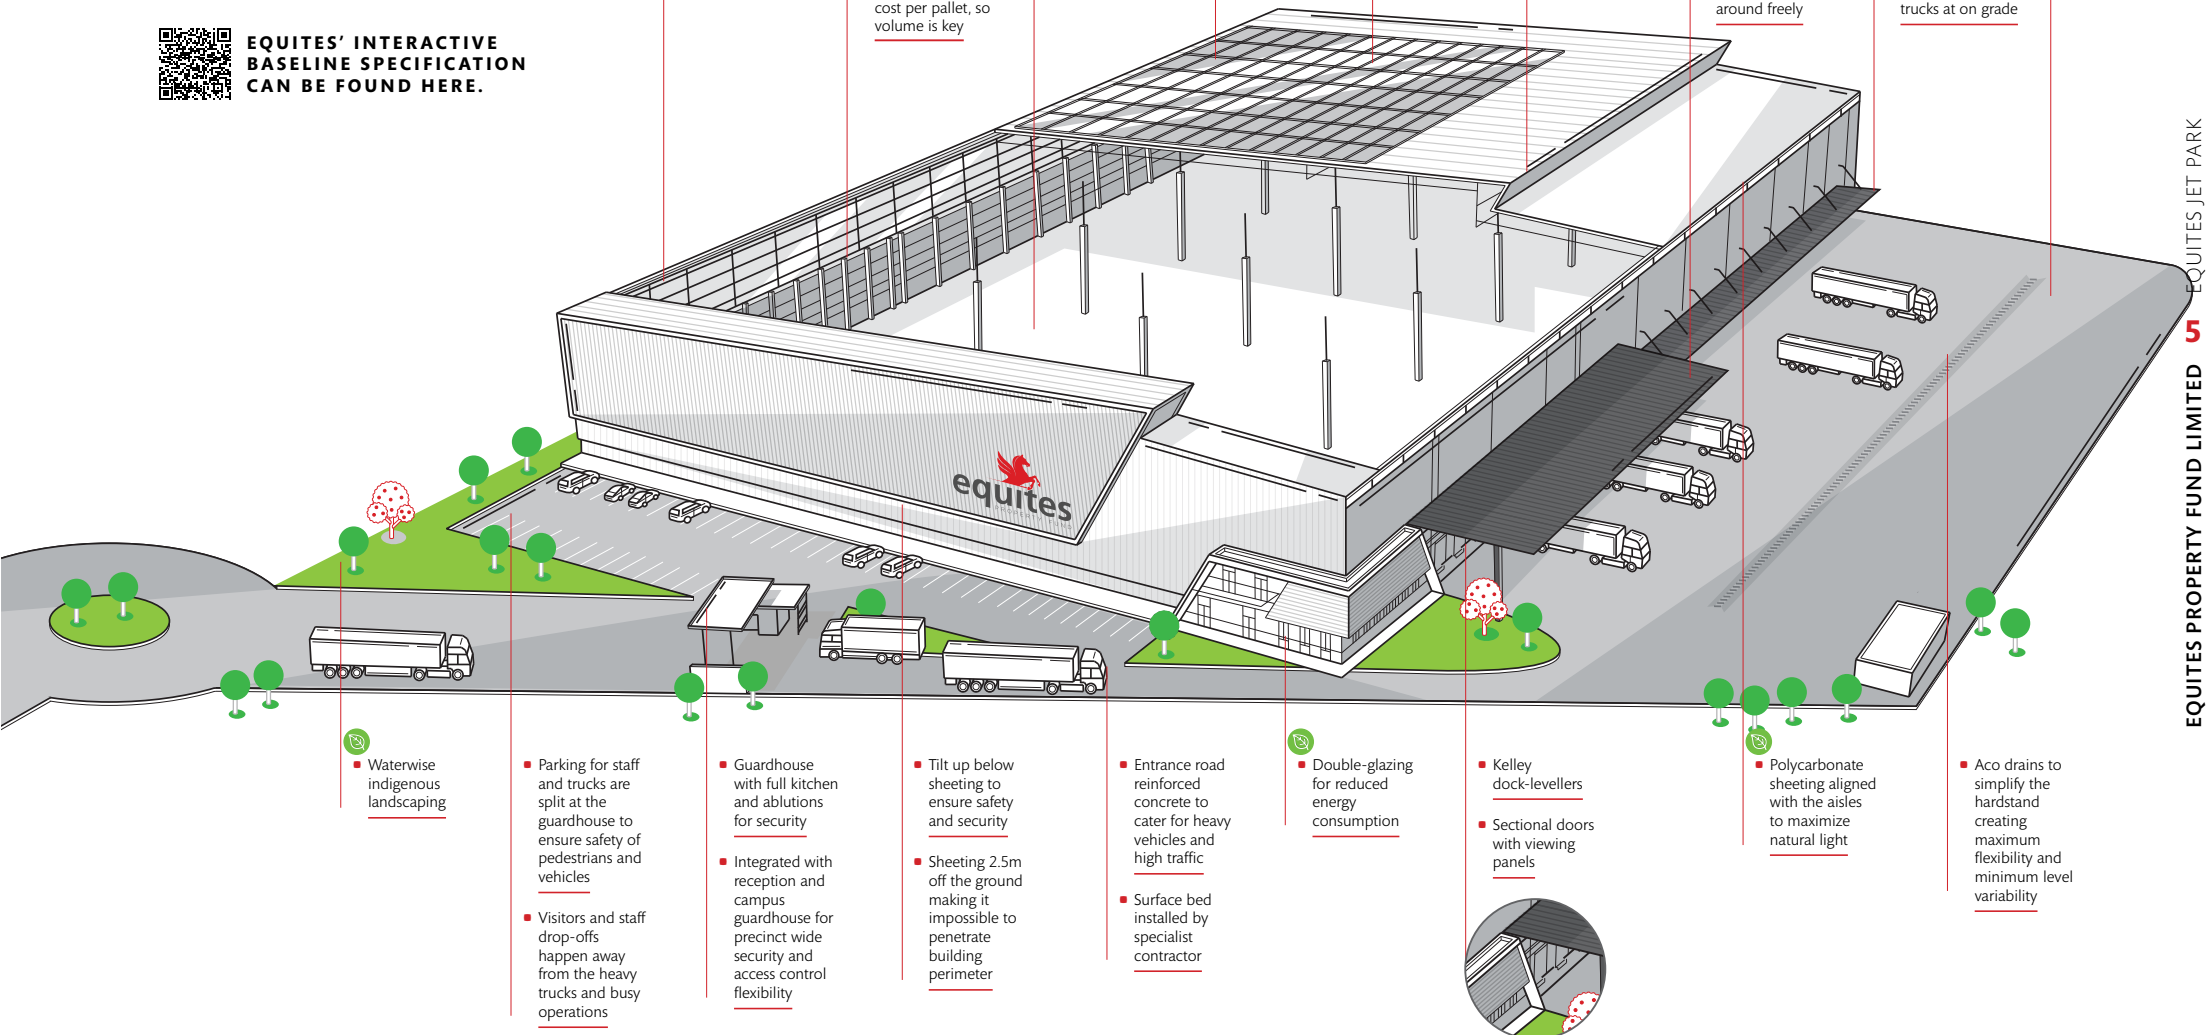 cost per pallet, so
volume is key
around freely
trucks at on grade
EQUITES’ INTERACTIVE
BASELINE SPECIFICATION
CAN BE FOUND HERE.
equites
Waterwise
indigenous
landscaping
Parking for staff
and trucks are
split at the
guardhouse to
ensure safety of
pedestrians and
vehicles
Visitors and staff
drop-offs
happen away
from the heavy
trucks and busy
operations
Guardhouse
with full kitchen
and ablutions
for security
Integrated with
reception and
campus
guardhouse for
precinct wide
security and
access control
flexibility
Tilt up below
sheeting to
ensure safety
and security
Sheeting 2.5m
off the ground
making it
impossible to
penetrate
building
perimeter
Entrance road
reinforced
concrete to
cater for heavy
vehicles and
high traffic
Surface bed
installed by
specialist
contractor
Double-glazing
for reduced
energy
consumption
Kelley
dock-levellers
Sectional doors
with viewing
panels
Polycarbonate
sheeting aligned
with the aisles
to maximize
natural light
Aco drains to
simplify the
hardstand
creating
maximum
flexibility and
minimum level
variability
EQUITES PROPERTY FUND LIMITED 5 EQUITES JET PARK